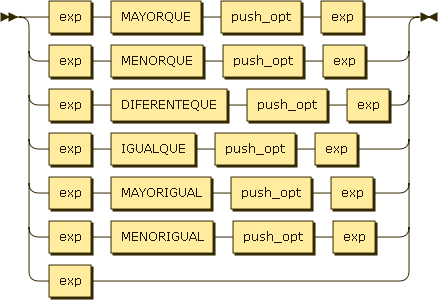 exp MAYORQUE push_opt exp
exp MENORQUE push_opt exp
exp DIFERENTEQUE push_opt exp
exp IGUALQUE push_opt exp
exp MAYORIGUAL push_opt exp
exp MENORIGUAL push_opt exp
exp